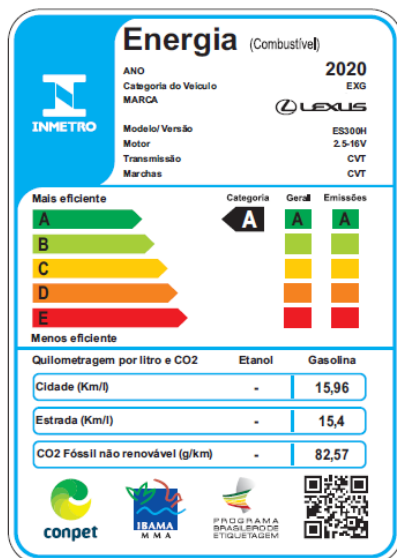 Energia (Combustível)
ANO 2020
Categoria do Veículo EXG
MARCA LEXUS
Modelo/ Versão ES300H
Motor 2.5-16V
Transmissão CVT
Marchas CVT
INMETRO
Mais eficiente Categoria Geral Emissões
A A A A
B
C
D
E
Menos eficiente
Quilometragem por litro e CO2 Etanol Gasolina
Cidade (Km/l) - 15,96
Estrada (Km/l) - 15,4
CO2 Fóssil não renovável (g/km) - 82,57
conpet
IBAMA
M M A
PROGRAMA
BRASILEIRO DE
ETIQUETAGEM